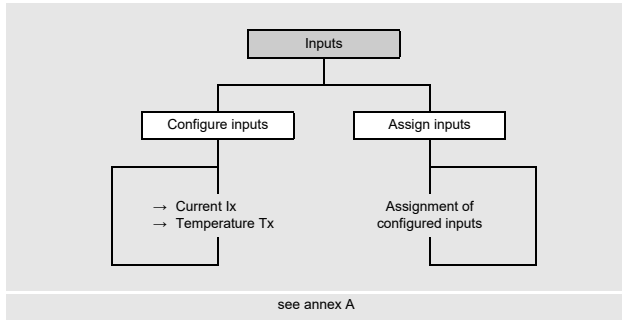 Inputs
Configure inputs
Assign inputs
→ Current Ix
→ Temperature Tx
Assignment of
configured inputs
see annex A